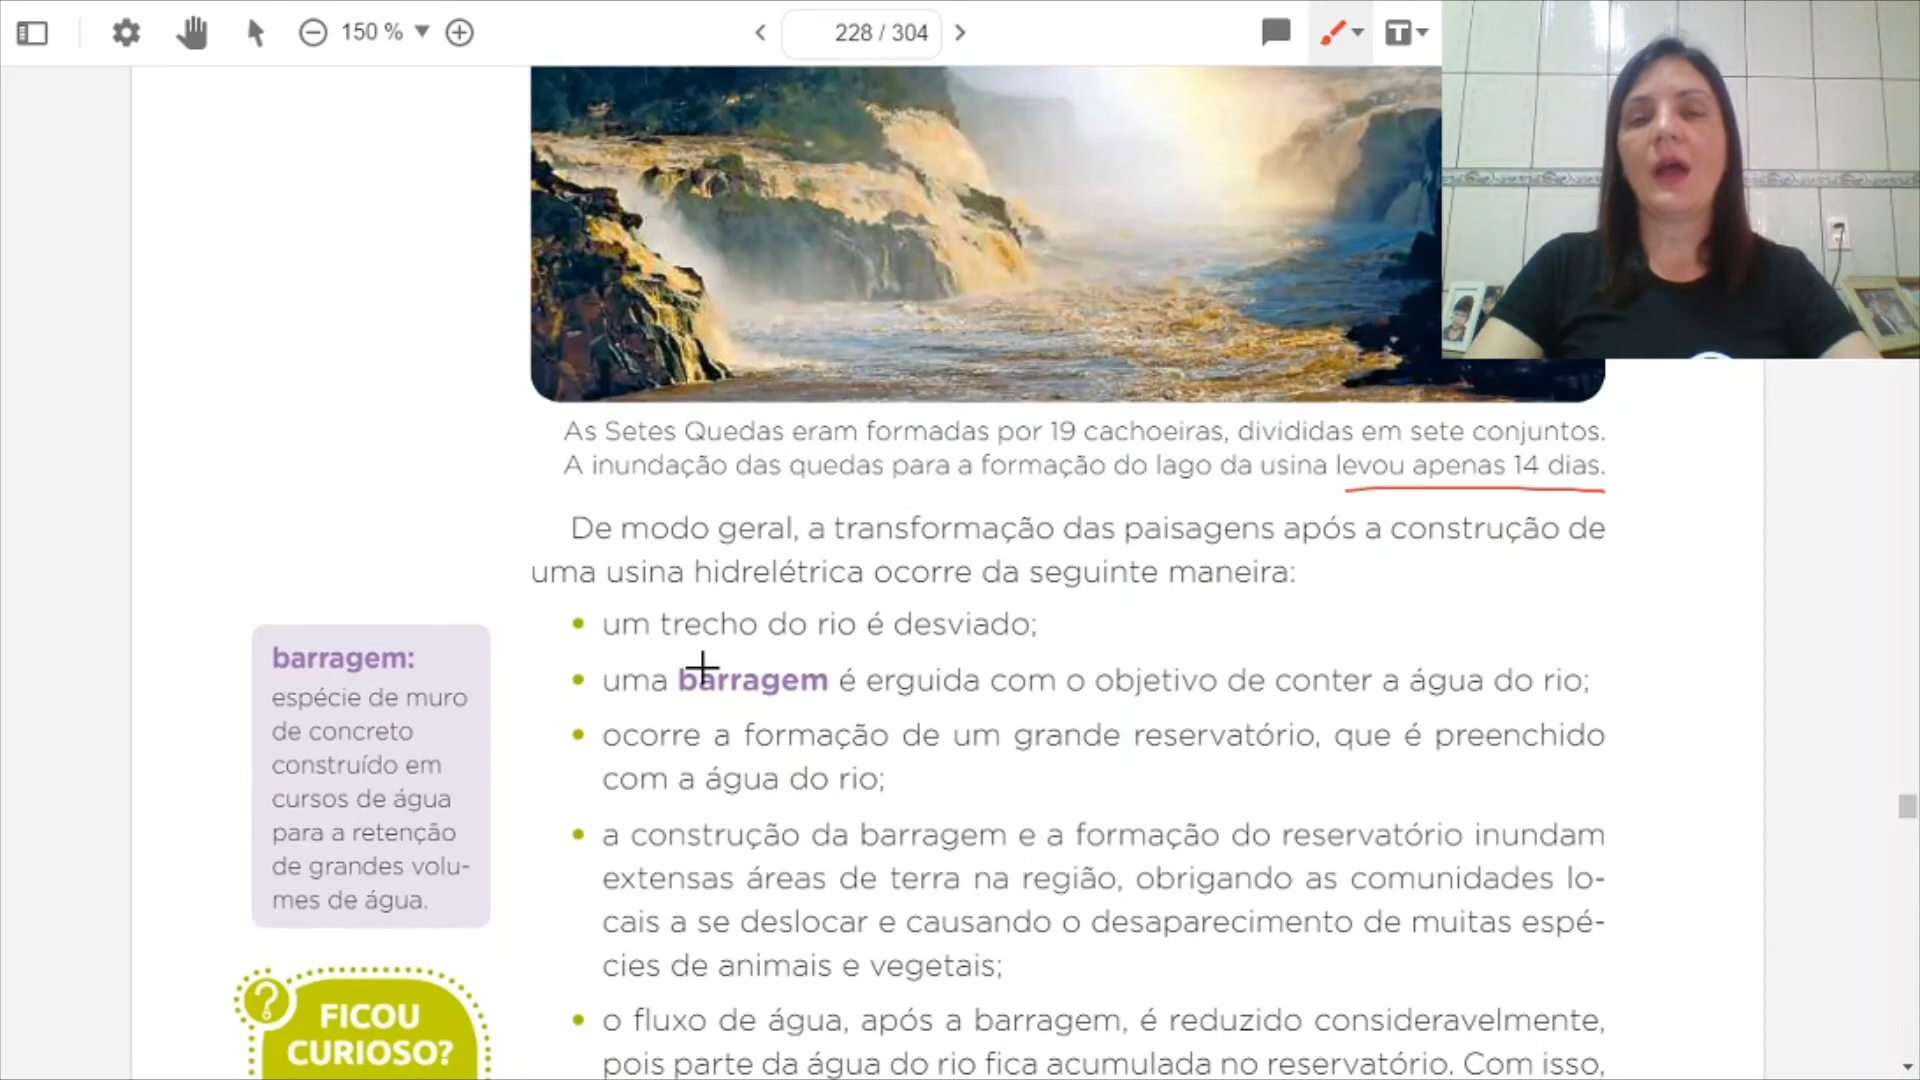 150 %
228 / 304
As Setes Quedas eram formadas por 19 cachoeiras, divididas em sete conjuntos.
A inundação das quedas para a formação do lago da usina levou apenas 14 dias.
De modo geral, a transformação das paisagens após a construção de
uma usina hidrelétrica ocorre da seguinte maneira:
• um trecho do rio é desviado;
• uma barragem é erguida com o objetivo de conter a água do rio;
• ocorre a formação de um grande reservatório, que é preenchido
com a água do rio;
• a construção da barragem e a formação do reservatório inundam
extensas áreas de terra na região, obrigando as comunidades lo-
cais a se deslocar e causando o desaparecimento de muitas espé-
cies de animais e vegetais;
• o fluxo de água, após a barragem, é reduzido consideravelmente,
pois parte da água do rio fica acumulada no reservatório. Com isso,
barragem:
espécie de muro
de concreto
construído em
cursos de água
para a retenção
de grandes volu-
mes de água.
?
FICOU
CURIOSO?